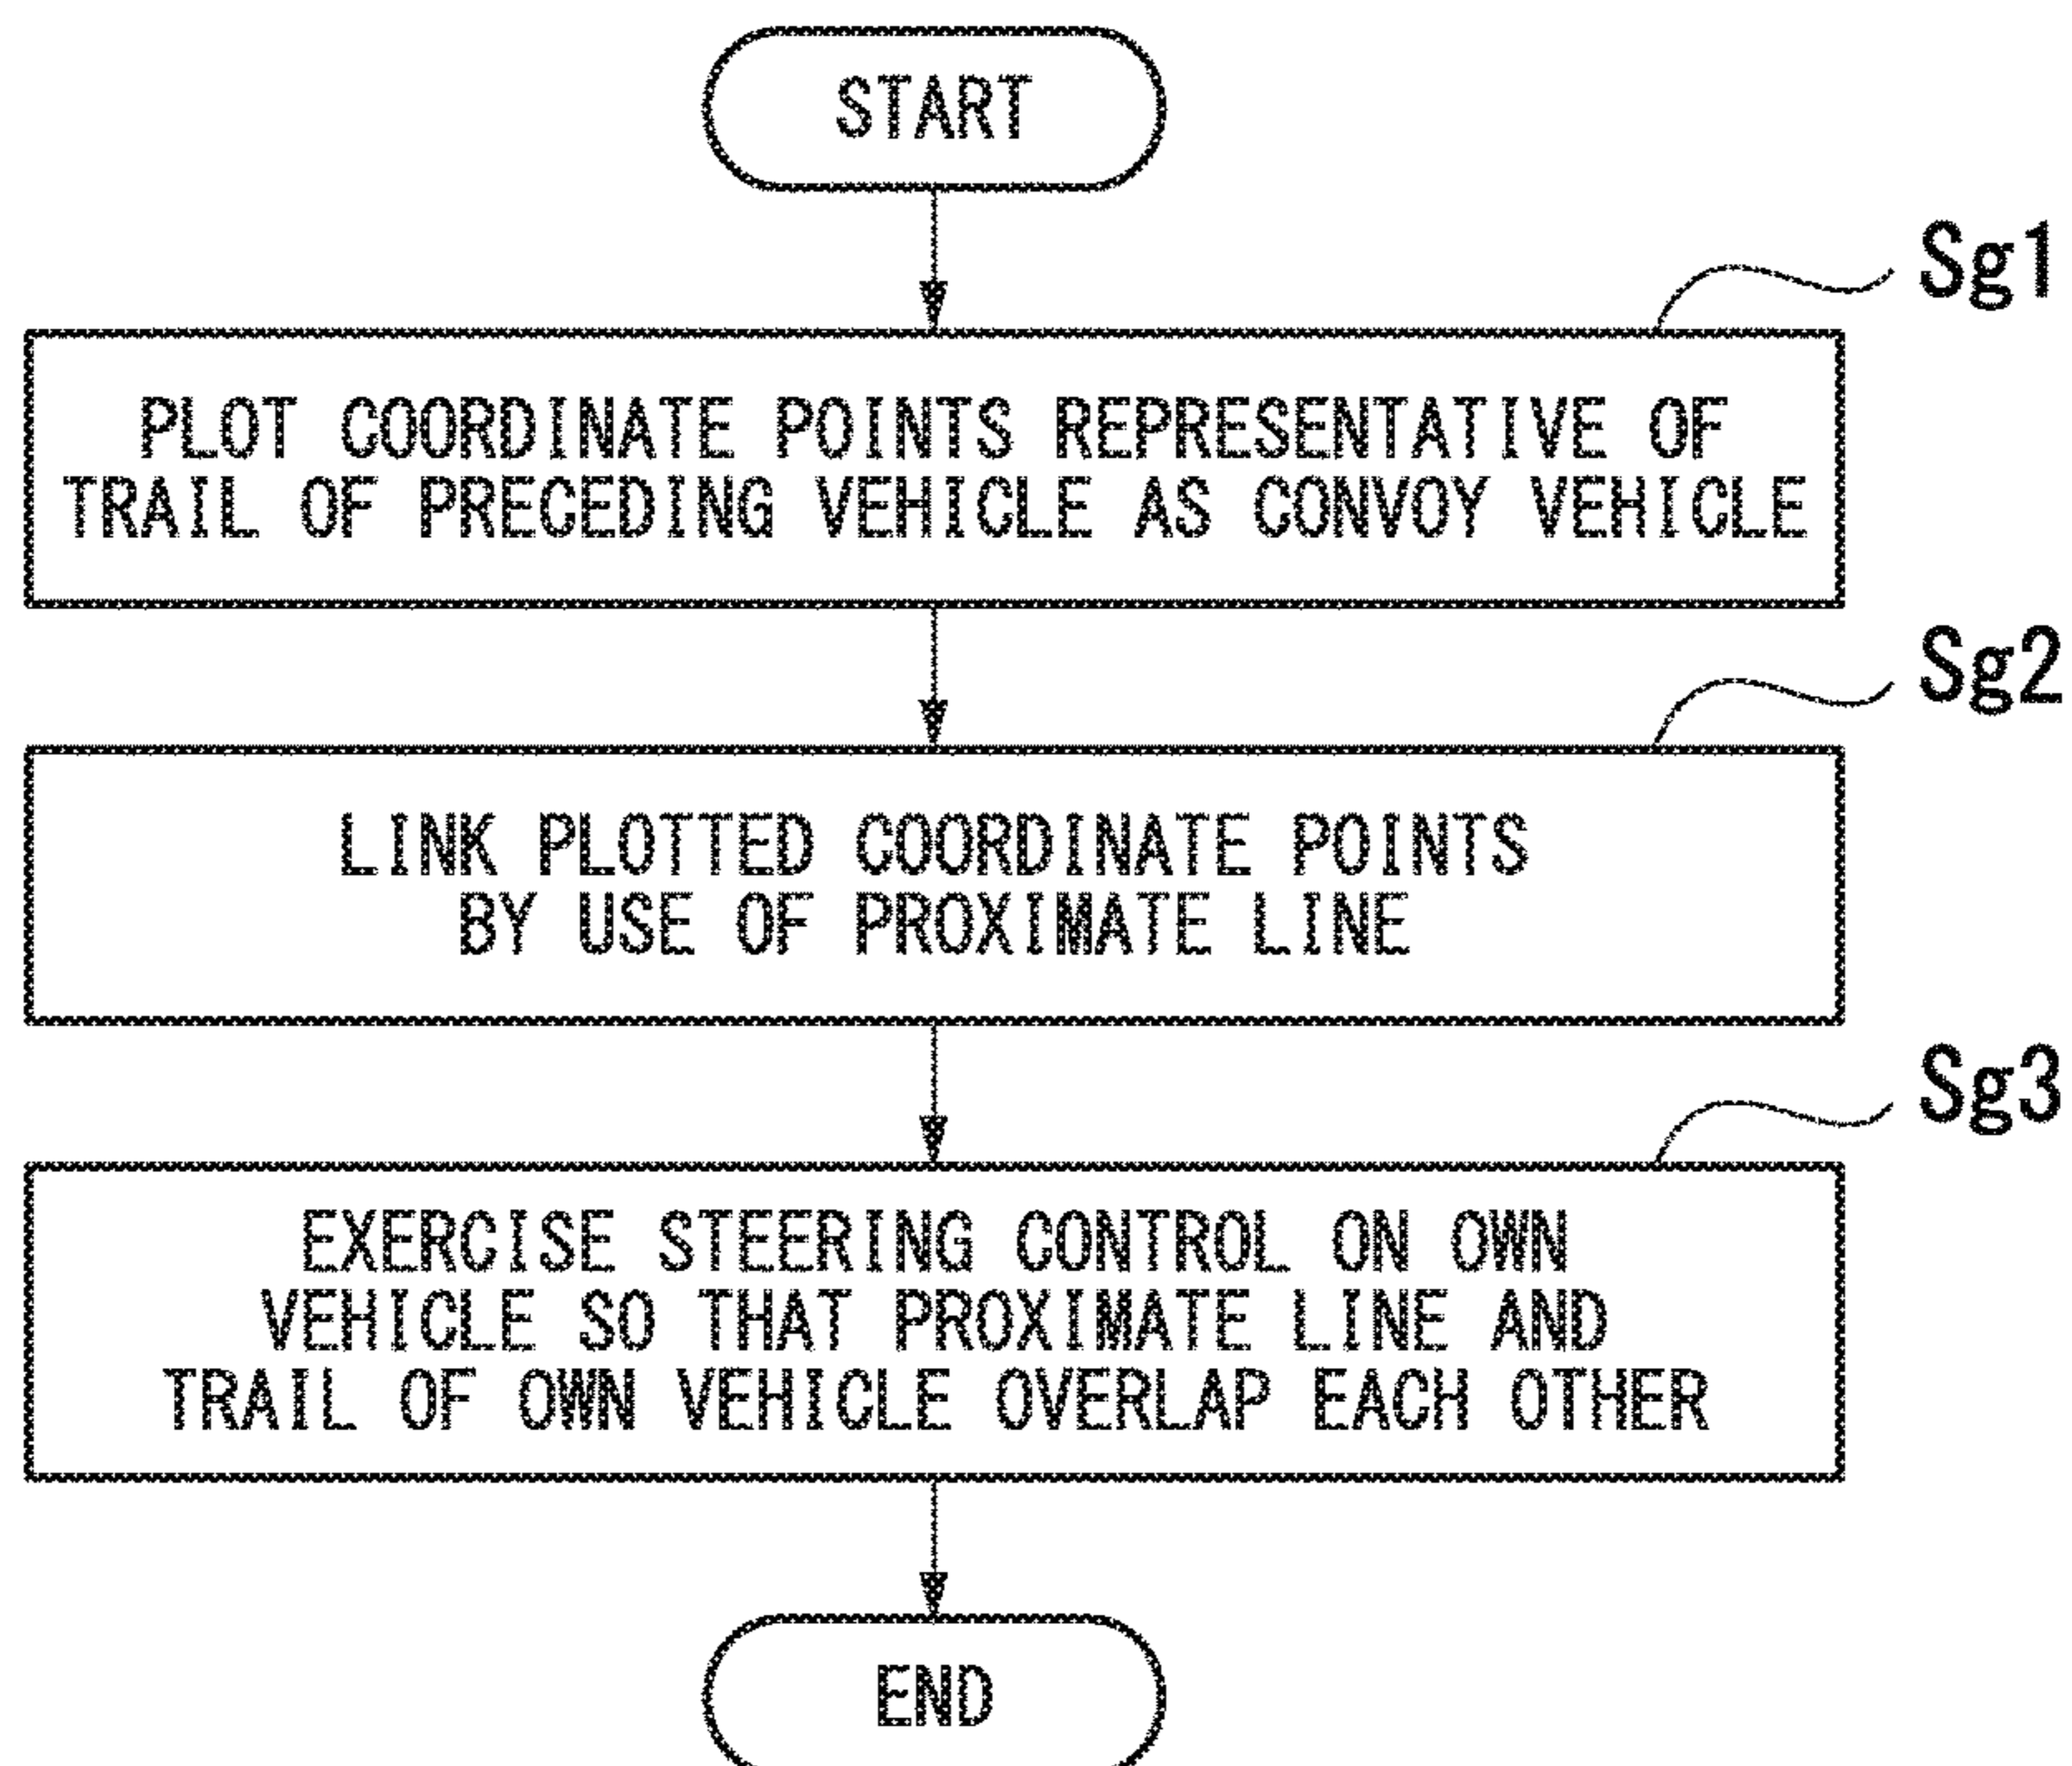 START
Sg1
PLOT COORDINATE POINTS REPRESENTATIVE OF
TRAIL OF PRECEDING VEHICLE AS CONVOY VEHICLE
Sg2
LINK PLOTTED COORDINATE POINTS
BY USE OF PROXIMATE LINE
Sg3
EXERCISE STEERING CONTROL ON OWN
VEHICLE SO THAT PROXIMATE LINE AND
TRAIL OF OWN VEHICLE OVERLAP EACH OTHER
END